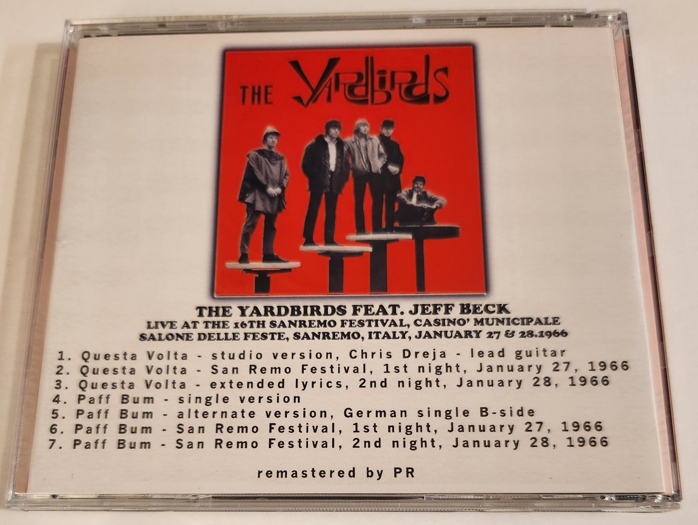 THE Yardbirds
THE YARDBIRDS FEAT. JEFF BECK
LIVE AT THE 16TH SANREMO FESTIVAL, CASINO' MUNICIPALE
SALONE DELLE FESTE, SANREMO, ITALY, JANUARY 27 & 28.1966
1. Questa Volta - studio version, Chris Dreja - lead guitar
2. Questa Volta - San Remo Festival, 1st night, January 27, 1966
3. Questa Volta - extended lyrics, 2nd night, January 28, 1966
4. Paff Bum - single version
5. Paff Bum - alternate version, German single B-side
6. Paff Bum - San Remo Festival, 1st night, January 27, 1966
7. Paff Bum - San Remo Festival, 2nd night, January 28, 1966
remastered by PR